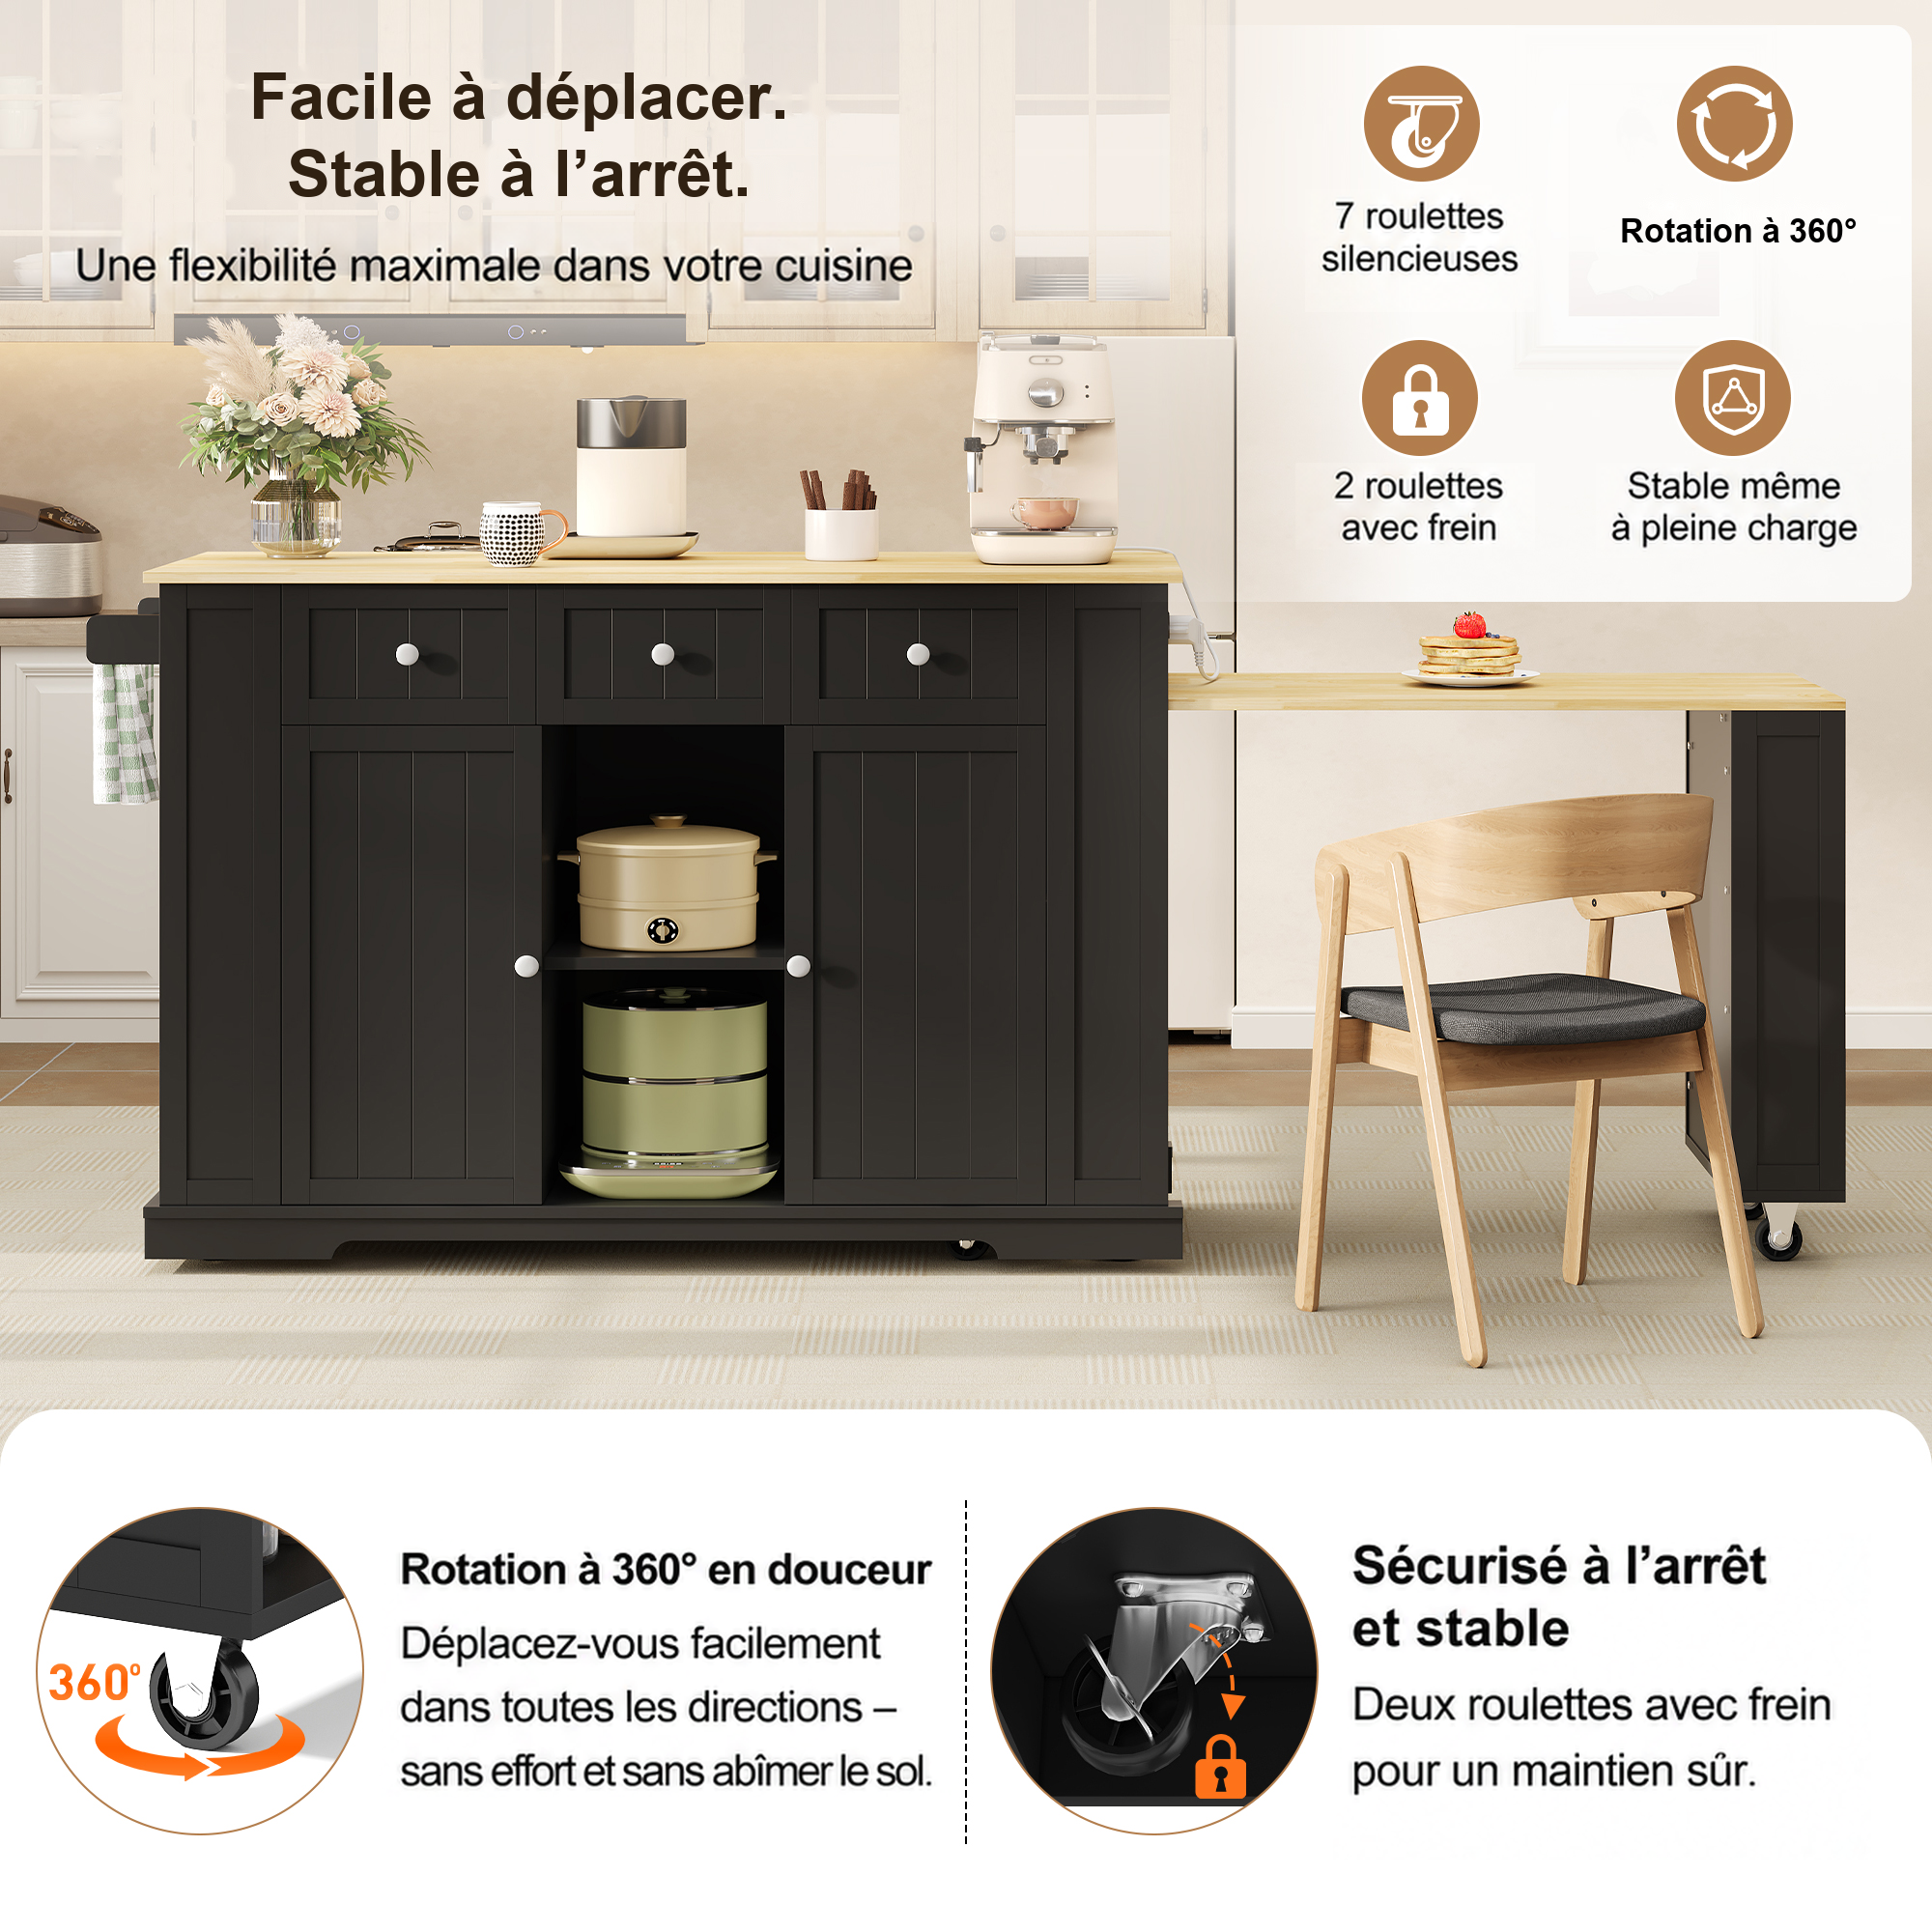 Facile à déplacer.
Stable à l’arrêt.
Une flexibilité maximale dans votre cuisine
7 roulettes
silencieuses
Rotation à 360°
2 roulettes
avec frein
Stable même
à pleine charge
360°
Rotation à 360° en douceur
Déplacez-vous facilement
dans toutes les directions –
sans effort et sans abîmer le sol.
Sécurisé à l’arrêt
et stable
Deux roulettes avec frein
pour un maintien sûr.